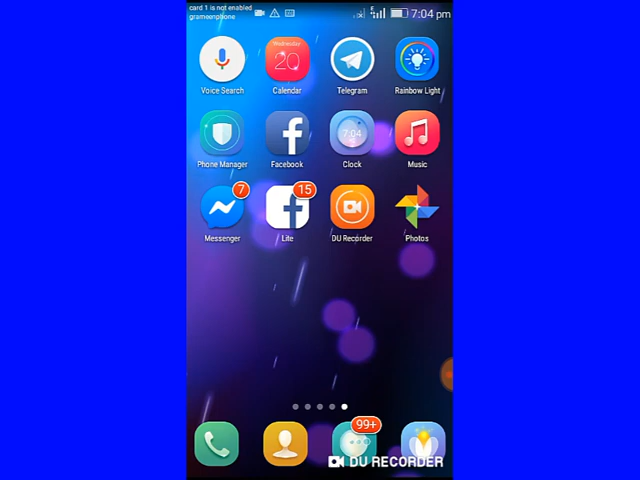 card 1 is not enabled
grameenphone
7:04 pm
Wednesday
20
Voice Search
Calendar
Telegram
Rainbow Light
7:04
Phone Manager
Facebook
Clock
Music
7
15
Messenger
Lite
DU Recorder
Photos
99+
DU RECORDER